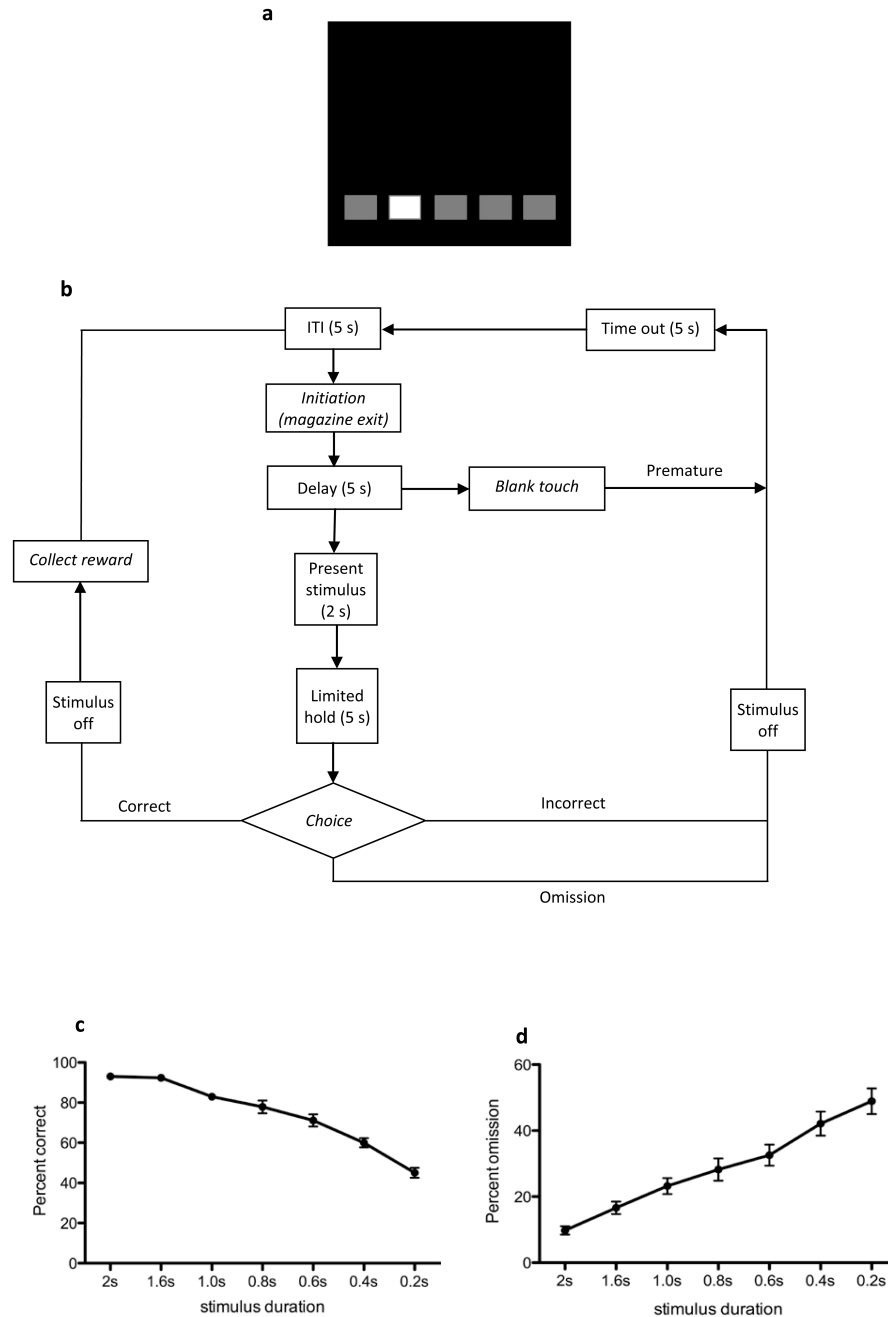 a
b
ITI (5 s)
Time out (5 s)
Initiation
(magazine exit)
Delay (5 s)
Blank touch
Premature
Collect reward
Present
stimulus
(2 s)
Stimulus
off
Limited
hold (5 s)
Stimulus
off
Correct
Choice
Incorrect
Omission
c
100
80
60
40
20
0
Percent correct
2s 1.6s 1.0s 0.8s 0.6s 0.4s 0.2s
stimulus duration
d
60
40
20
0
Percent omission
2s 1.6s 1.0s 0.8s 0.6s 0.4s 0.2s
stimulus duration